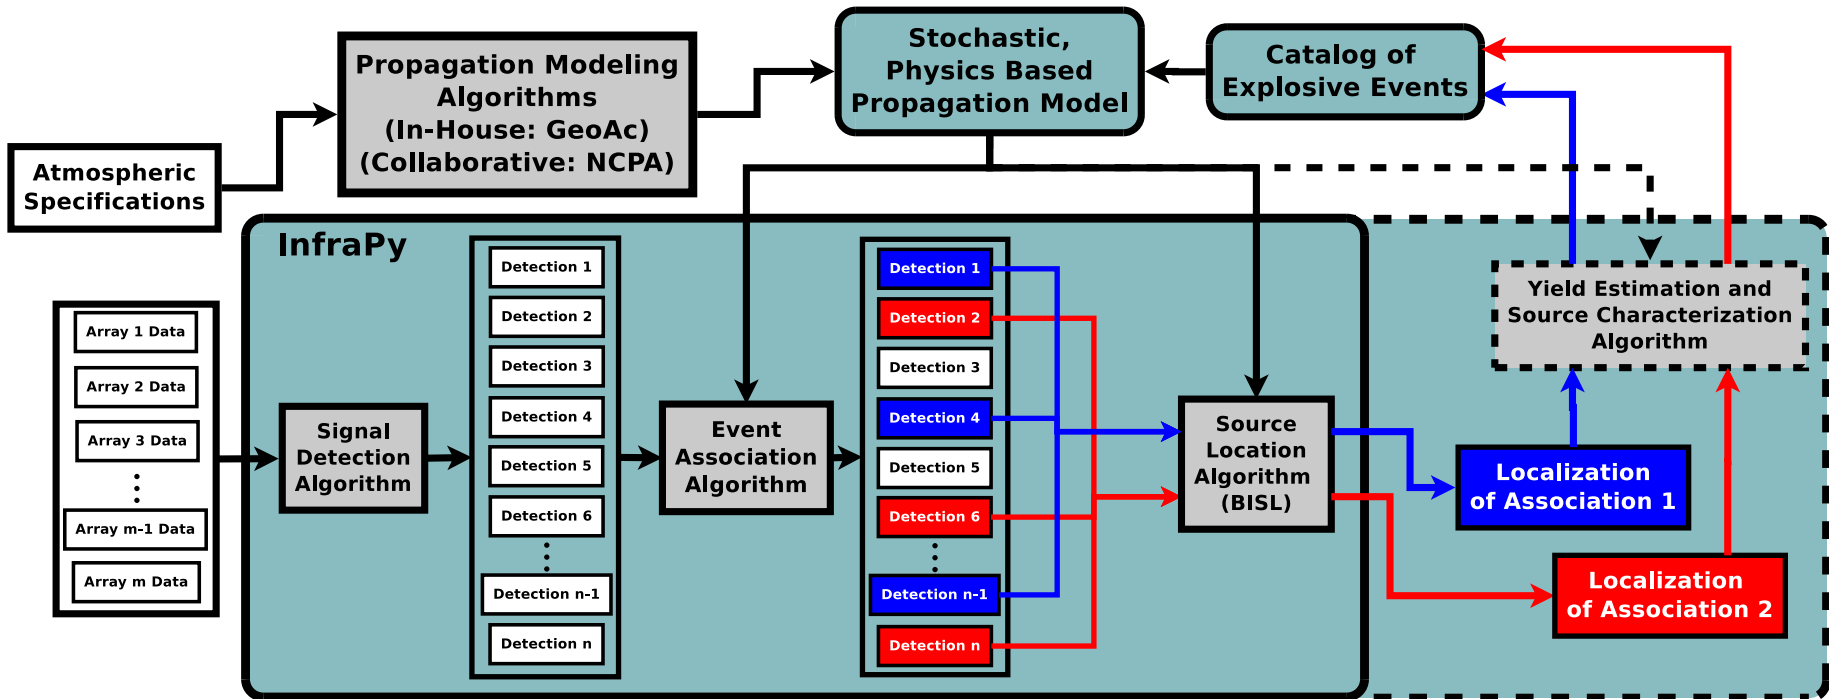 Propagation Modeling
Algorithms
(In-House: GeoAc)
(Collaborative: NCPA)
Stochastic,
Physics Based
Propagation Model
Catalog of
Explosive Events
Atmospheric
Specifications
InfraPy
Array 1 Data
Array 2 Data
Array 3 Data
Array m-1 Data
Array m Data
Signal
Detection
Algorithm
Detection 1
Detection 2
Detection 3
Detection 4
Detection 5
Detection 6
Detection n-1
Detection n
Event
Association
Algorithm
Detection 1
Detection 2
Detection 3
Detection 4
Detection 5
Detection 6
Detection n-1
Detection n
Source
Location
Algorithm
(BISL)
Yield Estimation and
Source Characterization
Algorithm
Localization
of Association 1
Localization
of Association 2